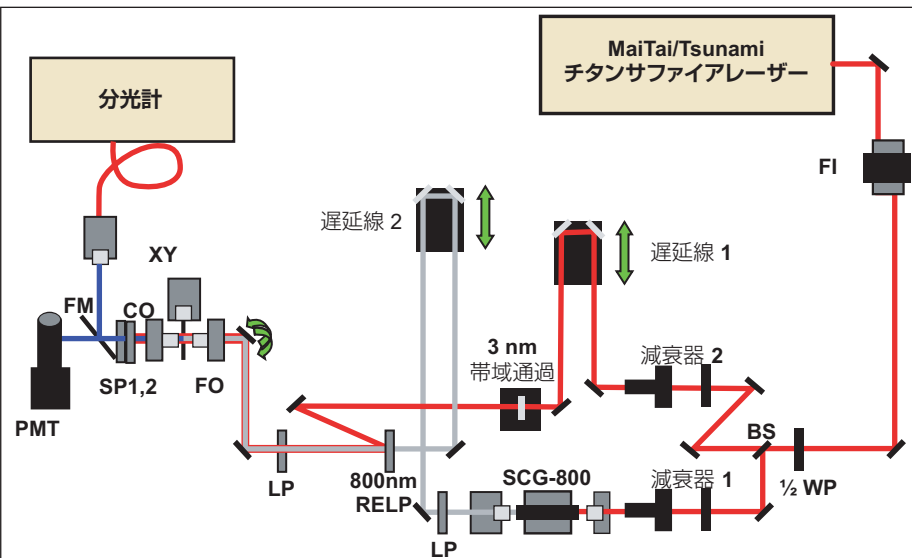 MaiTai/Tsunami
チタンサファイアレーザー
分光計
FI
遅延線 2
遅延線 1
XY
FM
CO
3 nm
帯域通過
減衰器 2
SP1,2
FO
PMT
BS
LP
800nm
RELP
SCG-800
減衰器 1
½ WP
LP